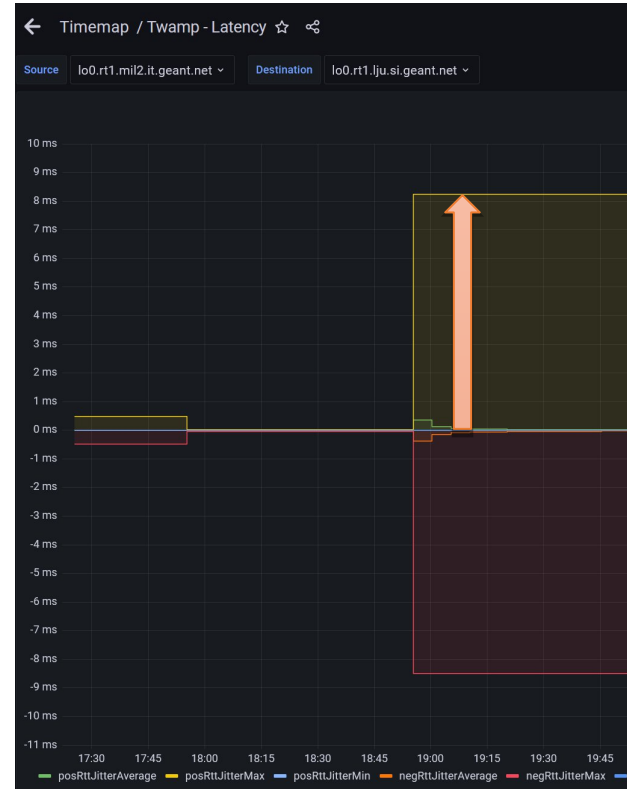 Timemap / Twamp - Latency
Source lo0.rt1.mil2.it.geant.net Destination lo0.rt1.lju.si.geant.net
10 ms
9 ms
8 ms
7 ms
6 ms
5 ms
4 ms
3 ms
2 ms
1 ms
0 ms
-1 ms
-2 ms
-3 ms
-4 ms
-5 ms
-6 ms
-7 ms
-8 ms
-9 ms
-10 ms
-11 ms
17:30 17:45 18:00 18:15 18:30 18:45 19:00 19:15 19:30 19:45
posRttJitterAverage posRttJitterMax posRttJitterMin negRttJitterAverage negRttJitterMax